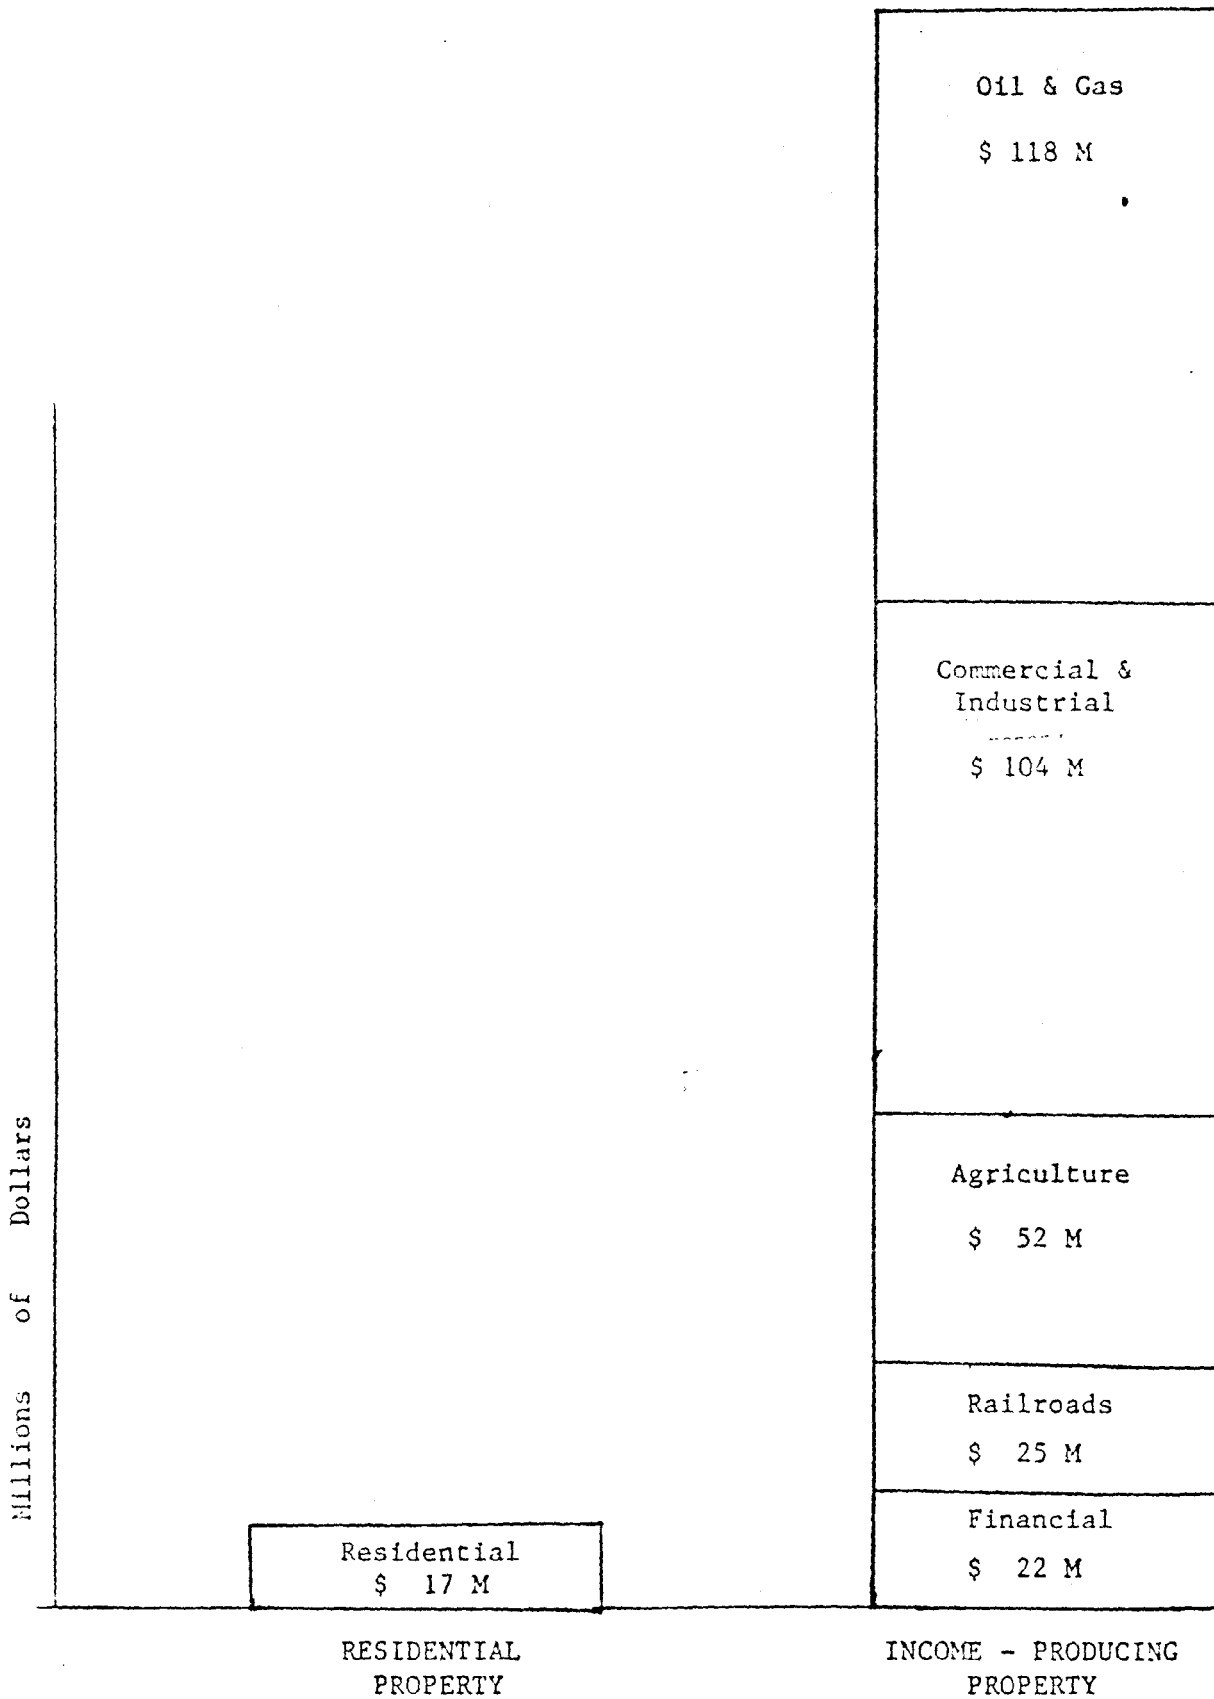 Oil & Gas
$ 118 M
Commercial &
Industrial
$ 104 M
Agriculture
$ 52 M
Railroads
$ 25 M
Financial
$ 22 M
Residential
$ 17 M
Millions of Dollars
RESIDENTIAL
PROPERTY
INCOME - PRODUCING
PROPERTY